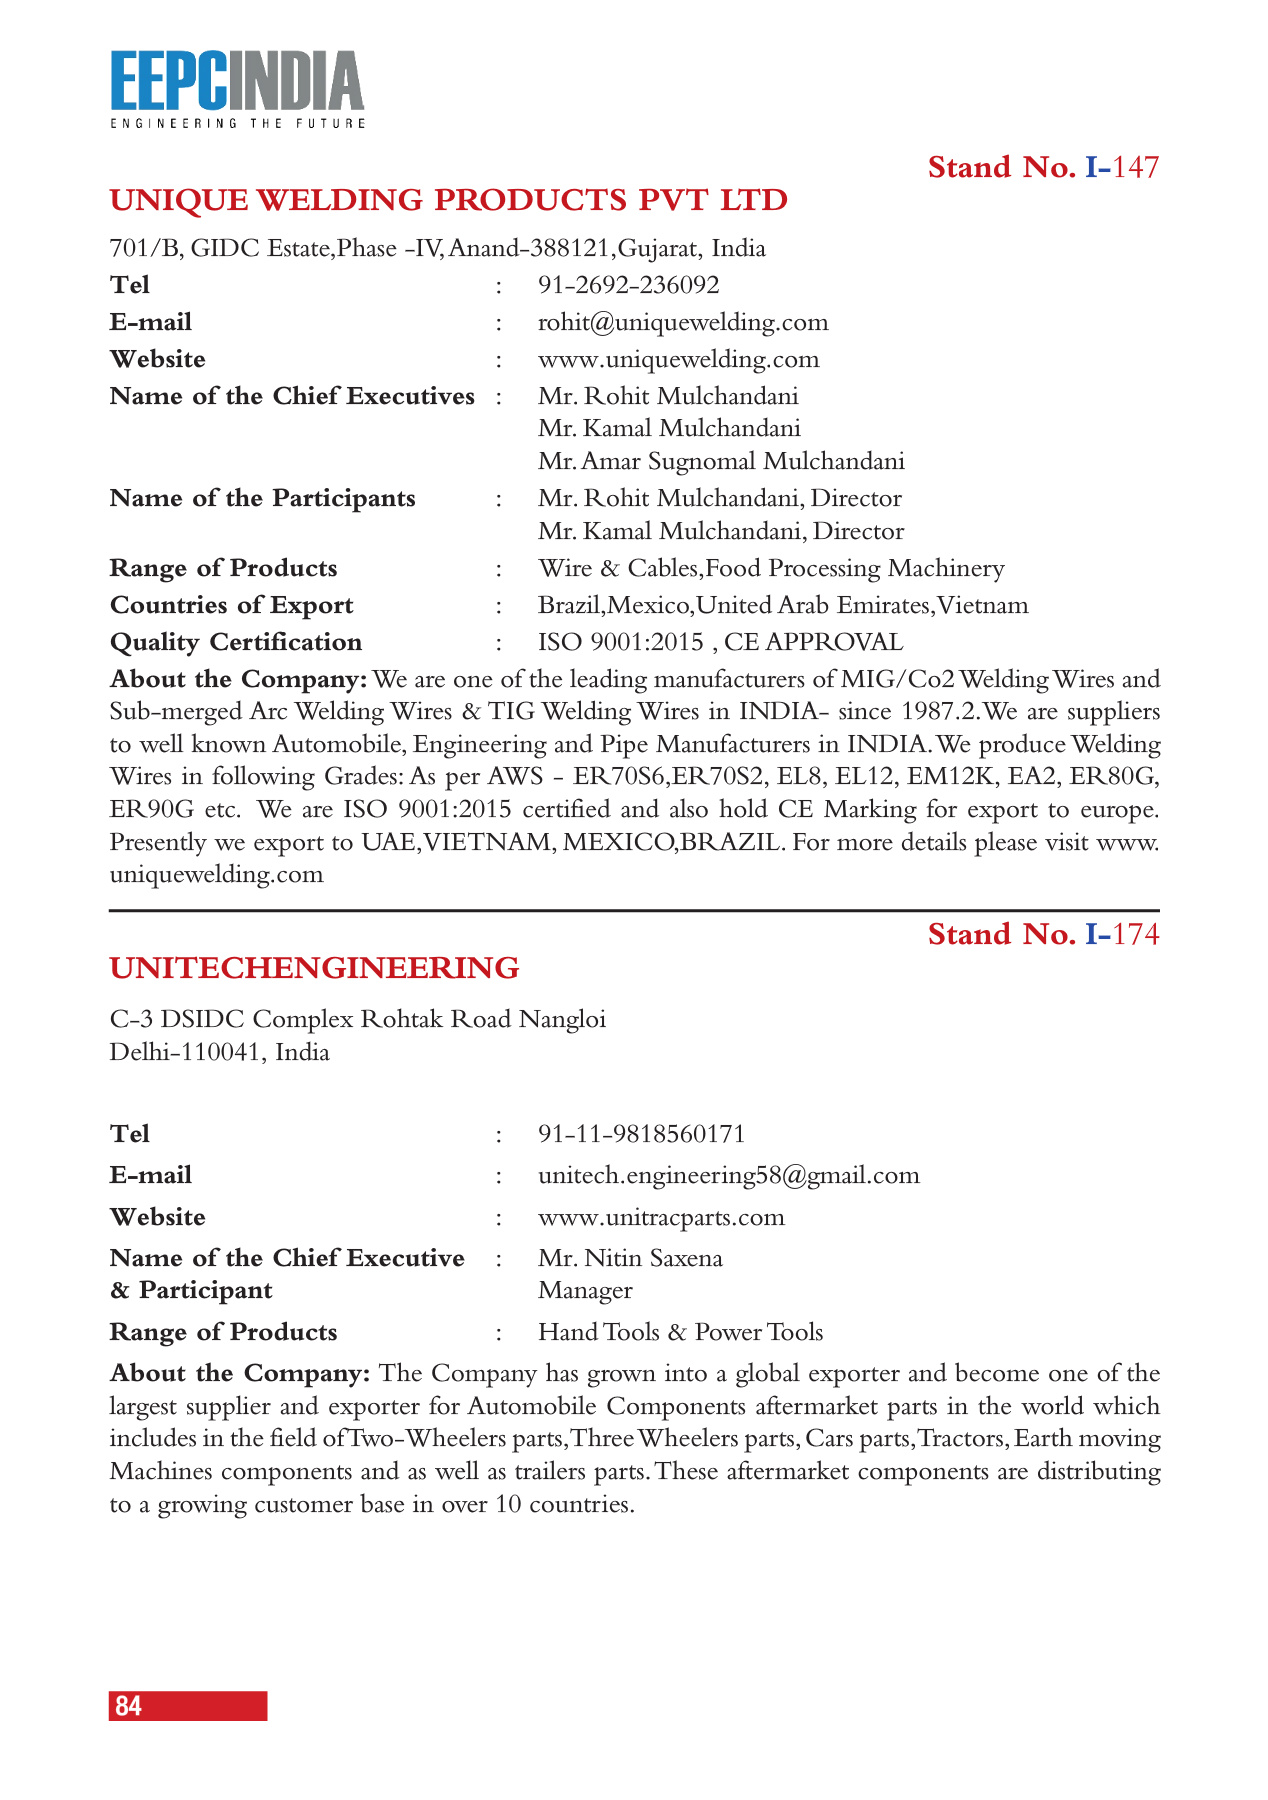 EEPCINDIA
ENGINEERING THE FUTURE
Stand No. I-147
UNIQUE WELDING PRODUCTS PVT LTD
701/B, GIDC Estate,Phase -IV, Anand-388121,Gujarat, India
Tel : 91-2692-236092
E-mail : rohit@uniquewelding.com
Website : www.uniquewelding.com
Name of the Chief Executives : Mr. Rohit Mulchandani
Mr. Kamal Mulchandani
Mr. Amar Sugnomal Mulchandani
Name of the Participants : Mr. Rohit Mulchandani, Director
Mr. Kamal Mulchandani, Director
Range of Products : Wire & Cables,Food Processing Machinery
Countries of Export : Brazil,Mexico,United Arab Emirates,Vietnam
Quality Certification : ISO 9001:2015 , CE APPROVAL
About the Company: We are one of the leading manufacturers of MIG/Co2 Welding Wires and
Sub-merged Arc Welding Wires & TIG Welding Wires in INDIA- since 1987.2.We are suppliers
to well known Automobile, Engineering and Pipe Manufacturers in INDIA. We produce Welding
Wires in following Grades: As per AWS - ER70S6,ER70S2, EL8, EL12, EM12K, EA2, ER80G,
ER90G etc. We are ISO 9001:2015 certified and also hold CE Marking for export to europe.
Presently we export to UAE,VIETNAM, MEXICO,BRAZIL. For more details please visit www.
uniquewelding.com
Stand No. I-174
UNITECHENGINEERING
C-3 DSIDC Complex Rohtak Road Nangloi
Delhi-110041, India
Tel : 91-11-9818560171
E-mail : unitech.engineering58@gmail.com
Website : www.unitracparts.com
Name of the Chief Executive : Mr. Nitin Saxena
& Participant Manager
Range of Products : Hand Tools & Power Tools
About the Company: The Company has grown into a global exporter and become one of the
largest supplier and exporter for Automobile Components aftermarket parts in the world which
includes in the field of Two-Wheelers parts,Three Wheelers parts, Cars parts,Tractors, Earth moving
Machines components and as well as trailers parts. These aftermarket components are distributing
to a growing customer base in over 10 countries.
84